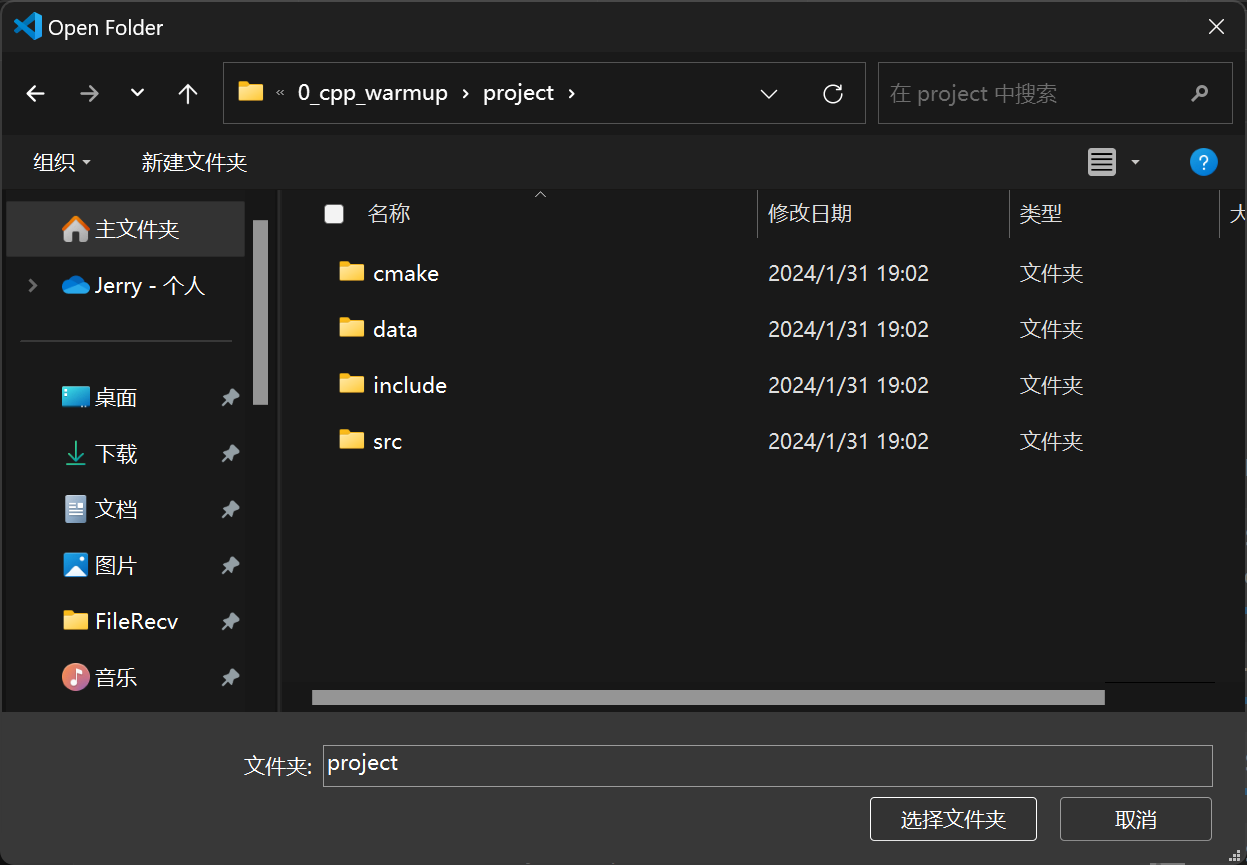 Open Folder
« 0_cpp_warmup › project ›
在 project 中搜索
组织
新建文件夹
?
主文件夹
Jerry - 个人
桌面
下载
文档
图片
FileRecv
音乐
名称 修改日期 类型 大
cmake 2024/1/31 19:02 文件夹
data 2024/1/31 19:02 文件夹
include 2024/1/31 19:02 文件夹
src 2024/1/31 19:02 文件夹
文件夹: project
选择文件夹 取消